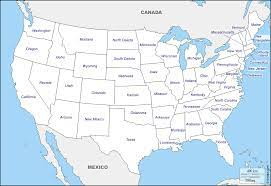 CANADA
Washington
Montana
North Dakota
Minnesota
Maine
Oregon
Idaho
Wyoming
South Dakota
Wisconsin
Michigan
New York
Massachusetts
Nevada
Utah
Colorado
Nebraska
Iowa
Illinois
Indiana
Ohio
Pennsylvania
California
Kansas
Missouri
Kentucky
Virginia
Arizona
New Mexico
Oklahoma
Arkansas
Tennessee
North Carolina
South Carolina
Texas
Louisiana
Alabama
Georgia
Florida
MEXICO